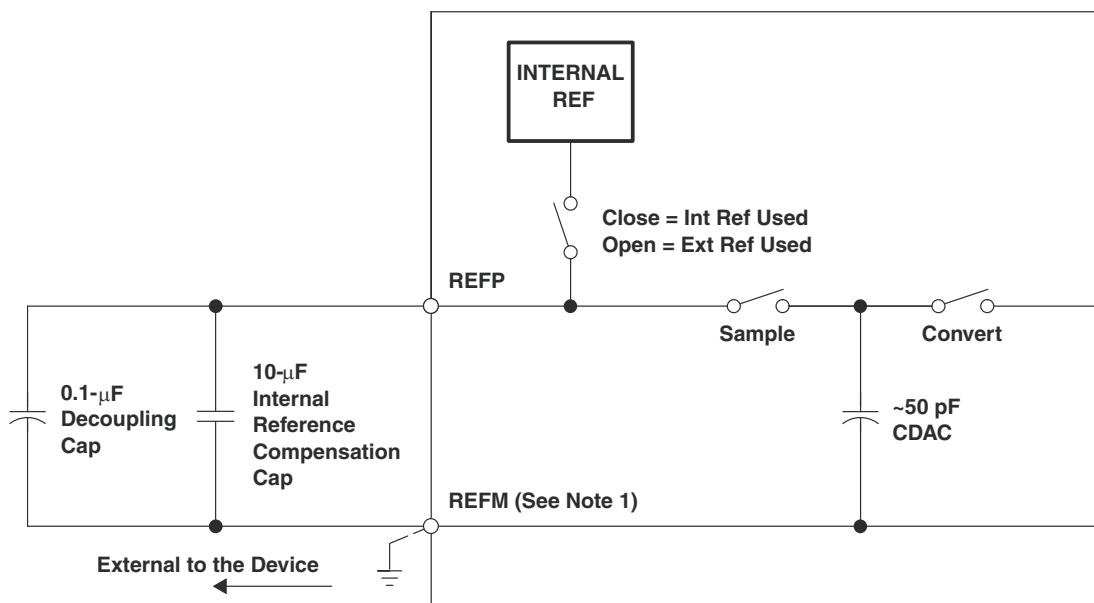 INTERNAL
REF
Close = Int Ref Used
Open = Ext Ref Used
REFP
Sample
Convert
0.1-μF
Decoupling
Cap
10-μF
Internal
Reference
Compensation
Cap
~50 pF
CDAC
REFM (See Note 1)
External to the Device